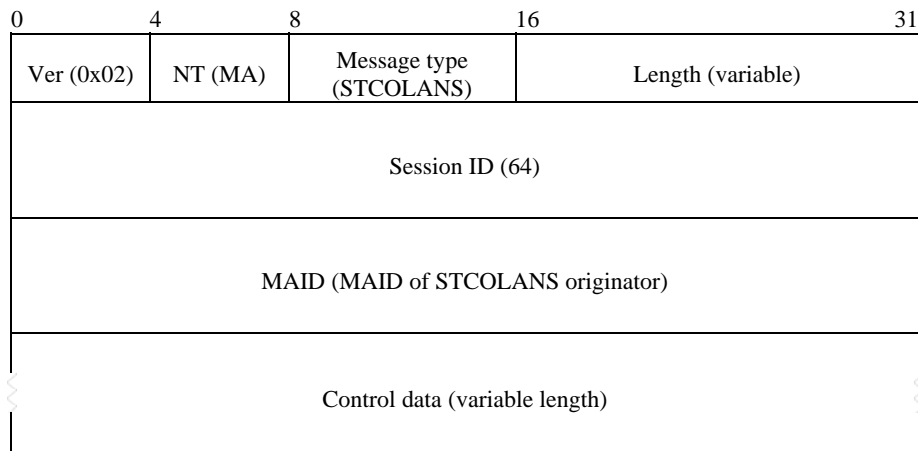 0 4 8 16 31
Ver (0x02) NT (MA) Message type (STCOLANS) Length (variable)
Session ID (64)
MAID (MAID of STCOLANS originator)
Control data (variable length)